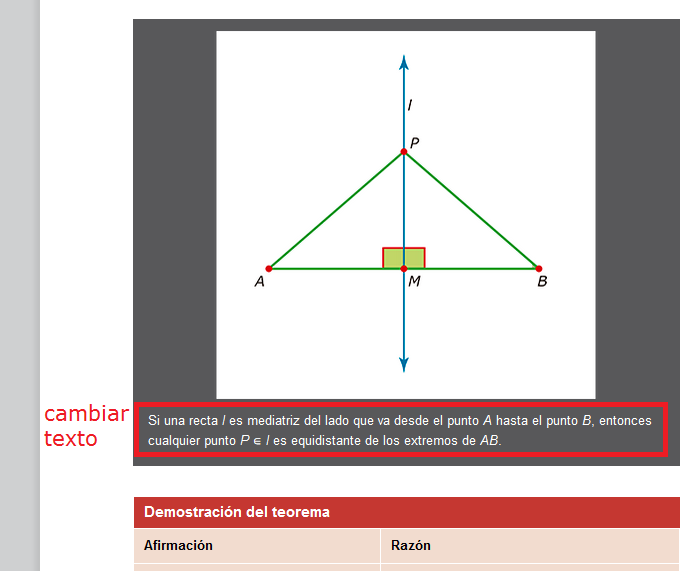 l
P
A
M
B
cambiar
texto
Si una recta l es mediatriz del lado que va desde el punto A hasta el punto B, entonces
cualquier punto P ∈ l es equidistante de los extremos de AB.
Demostración del teorema
Afirmación Razón